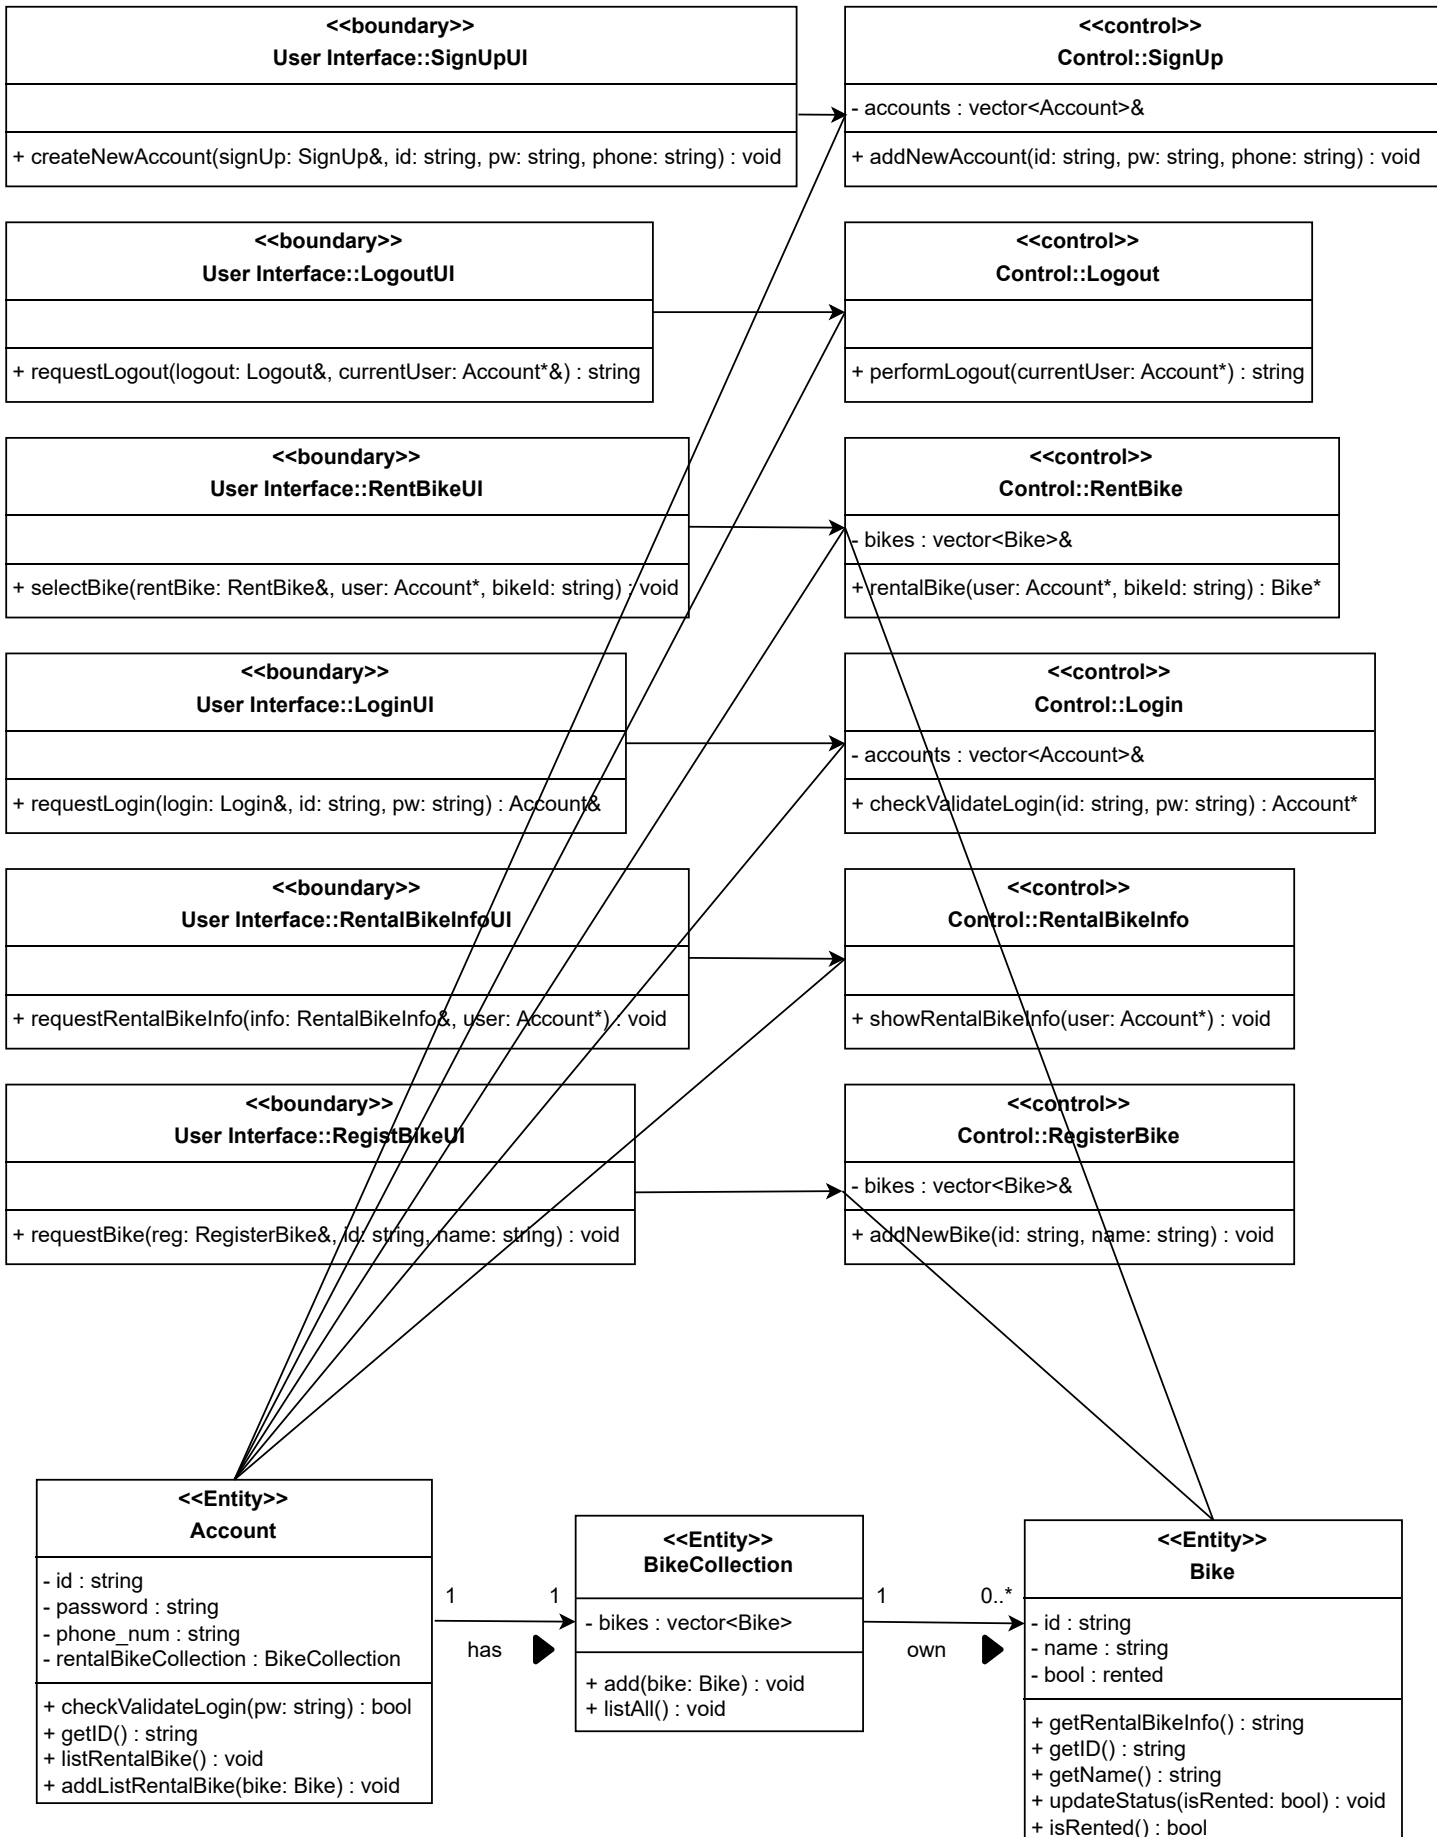 <<boundary>>
User Interface::SignUpUI
+ createNewAccount(signUp: SignUp&, id: string, pw: string, phone: string) : void
<<control>>
Control::SignUp
- accounts : vector<Account>&
+ addNewAccount(id: string, pw: string, phone: string) : void
<<boundary>>
User Interface::LogoutUI
+ requestLogout(logout: Logout&, currentUser: Account*&) : string
<<control>>
Control::Logout
+ performLogout(currentUser: Account*) : string
<<boundary>>
User Interface::RentBikeUI
+ selectBike(rentBike: RentBike&, user: Account*, bikeId: string) : void
<<control>>
Control::RentBike
- bikes : vector<Bike>&
+ rentalBike(user: Account*, bikeId: string) : Bike*
<<boundary>>
User Interface::LoginUI
+ requestLogin(login: Login&, id: string, pw: string) : Account&
<<control>>
Control::Login
- accounts : vector<Account>&
+ checkValidateLogin(id: string, pw: string) : Account*
<<boundary>>
User Interface::RentalBikeInfoUI
+ requestRentalBikeInfo(info: RentalBikeInfo&, user: Account*) : void
<<control>>
Control::RentalBikeInfo
+ showRentalBikeInfo(user: Account*) : void
<<boundary>>
User Interface::RegistBikeUI
+ requestBike(reg: RegisterBike&, id: string, name: string) : void
<<control>>
Control::RegisterBike
- bikes : vector<Bike>&
+ addNewBike(id: string, name: string) : void
<<Entity>>
Account
- id : string
- password : string
- phone_num : string
- rentalBikeCollection : BikeCollection
+ checkValidateLogin(pw: string) : bool
+ getID() : string
+ listRentalBike() : void
+ addListRentalBike(bike: Bike) : void
1
1
has
<<Entity>>
BikeCollection
- bikes : vector<Bike>
+ add(bike: Bike) : void
+ listAll() : void
1
0..*
own
<<Entity>>
Bike
- id : string
- name : string
- bool : rented
+ getRentalBikeInfo() : string
+ getID() : string
+ getName() : string
+ updateStatus(isRented: bool) : void
+ isRented() : bool